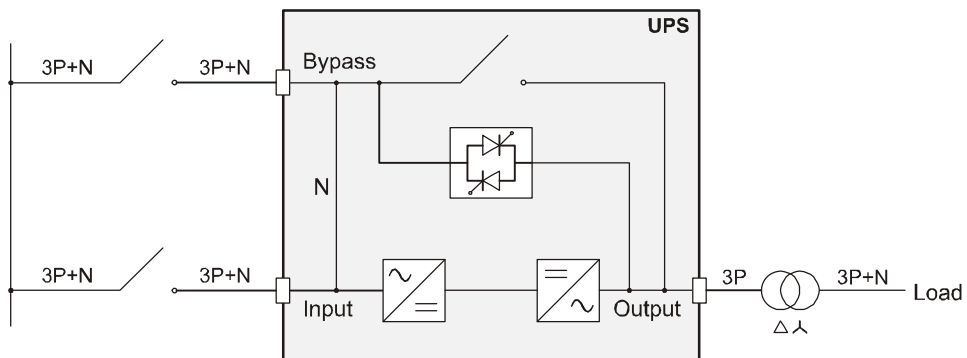 UPS
3P+N
3P+N
Bypass
N
3P+N
3P+N
Input
Output
3P
3P+N
Load